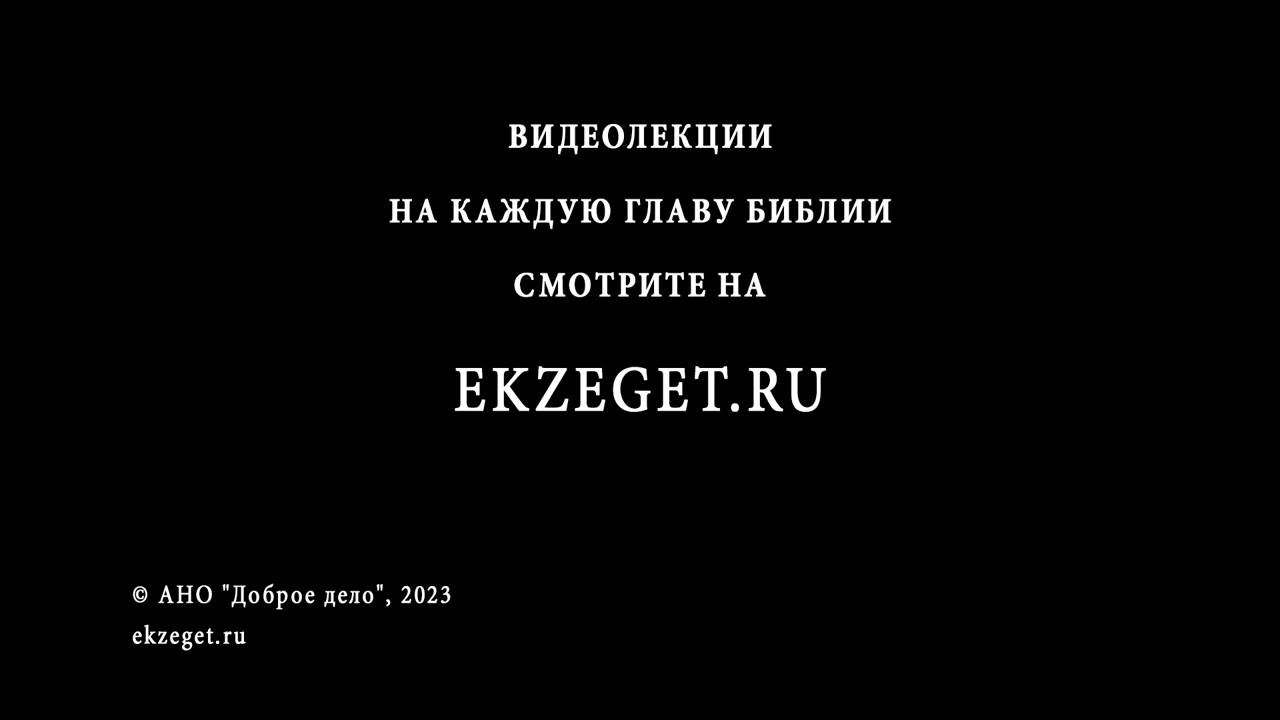 ВИДЕОЛЕКЦИИ
НА КАЖДУЮ ГЛАВУ БИБЛИИ
СМОТРИТЕ НА
EKZEGET.RU
© АНО "Доброе дело", 2023
ekzeget.ru